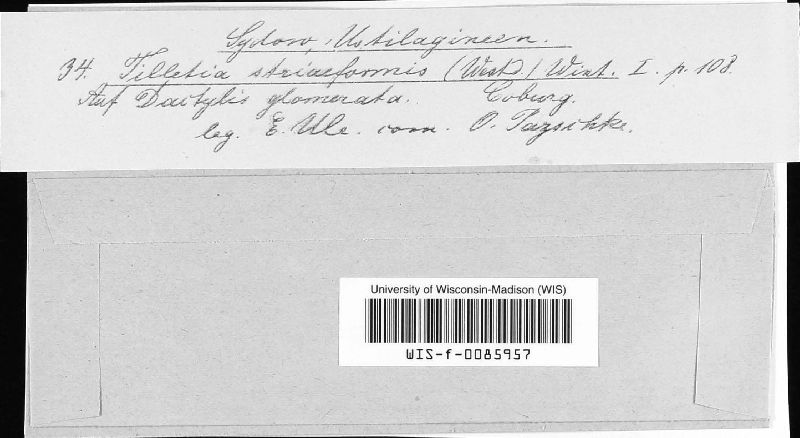 Sydow, Ustilagineen.
34. Tilletia striaeformis (Westd.) Wint. I. p. 108.
Auf Dactylis glomerata. Coburg.
leg. E. Ule. com. O. Pazschke.
University of Wisconsin-Madison (WIS)
WIS-f-0085957